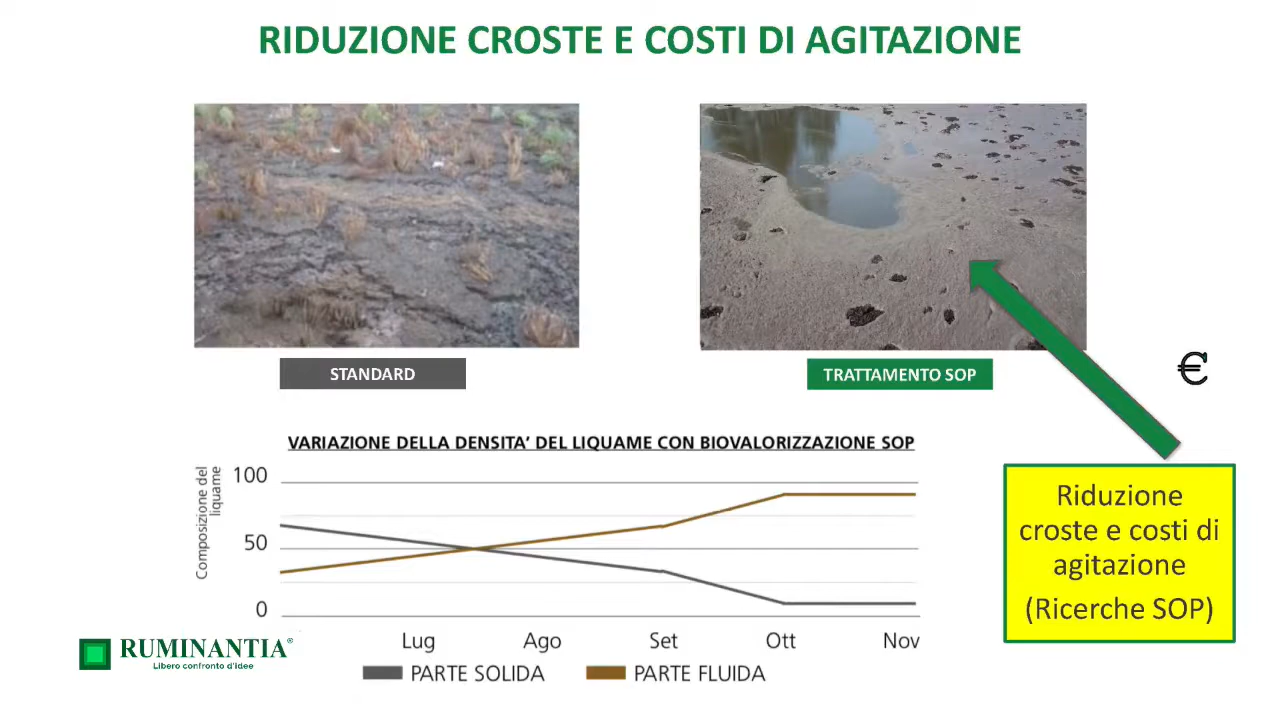 RIDUZIONE CROSTE E COSTI DI AGITAZIONE
STANDARD
TRATTAMENTO SOP
€
VARIAZIONE DELLA DENSITA' DEL LIQUAME CON BIOVALORIZZAZIONE SOP
Composizione del
liquame
100
50
0
Lug Ago Set Ott Nov
PARTE SOLIDA PARTE FLUIDA
Riduzione
croste e costi di
agitazione
(Ricerche SOP)
RUMINANTIA®
Libero confronto d'idee